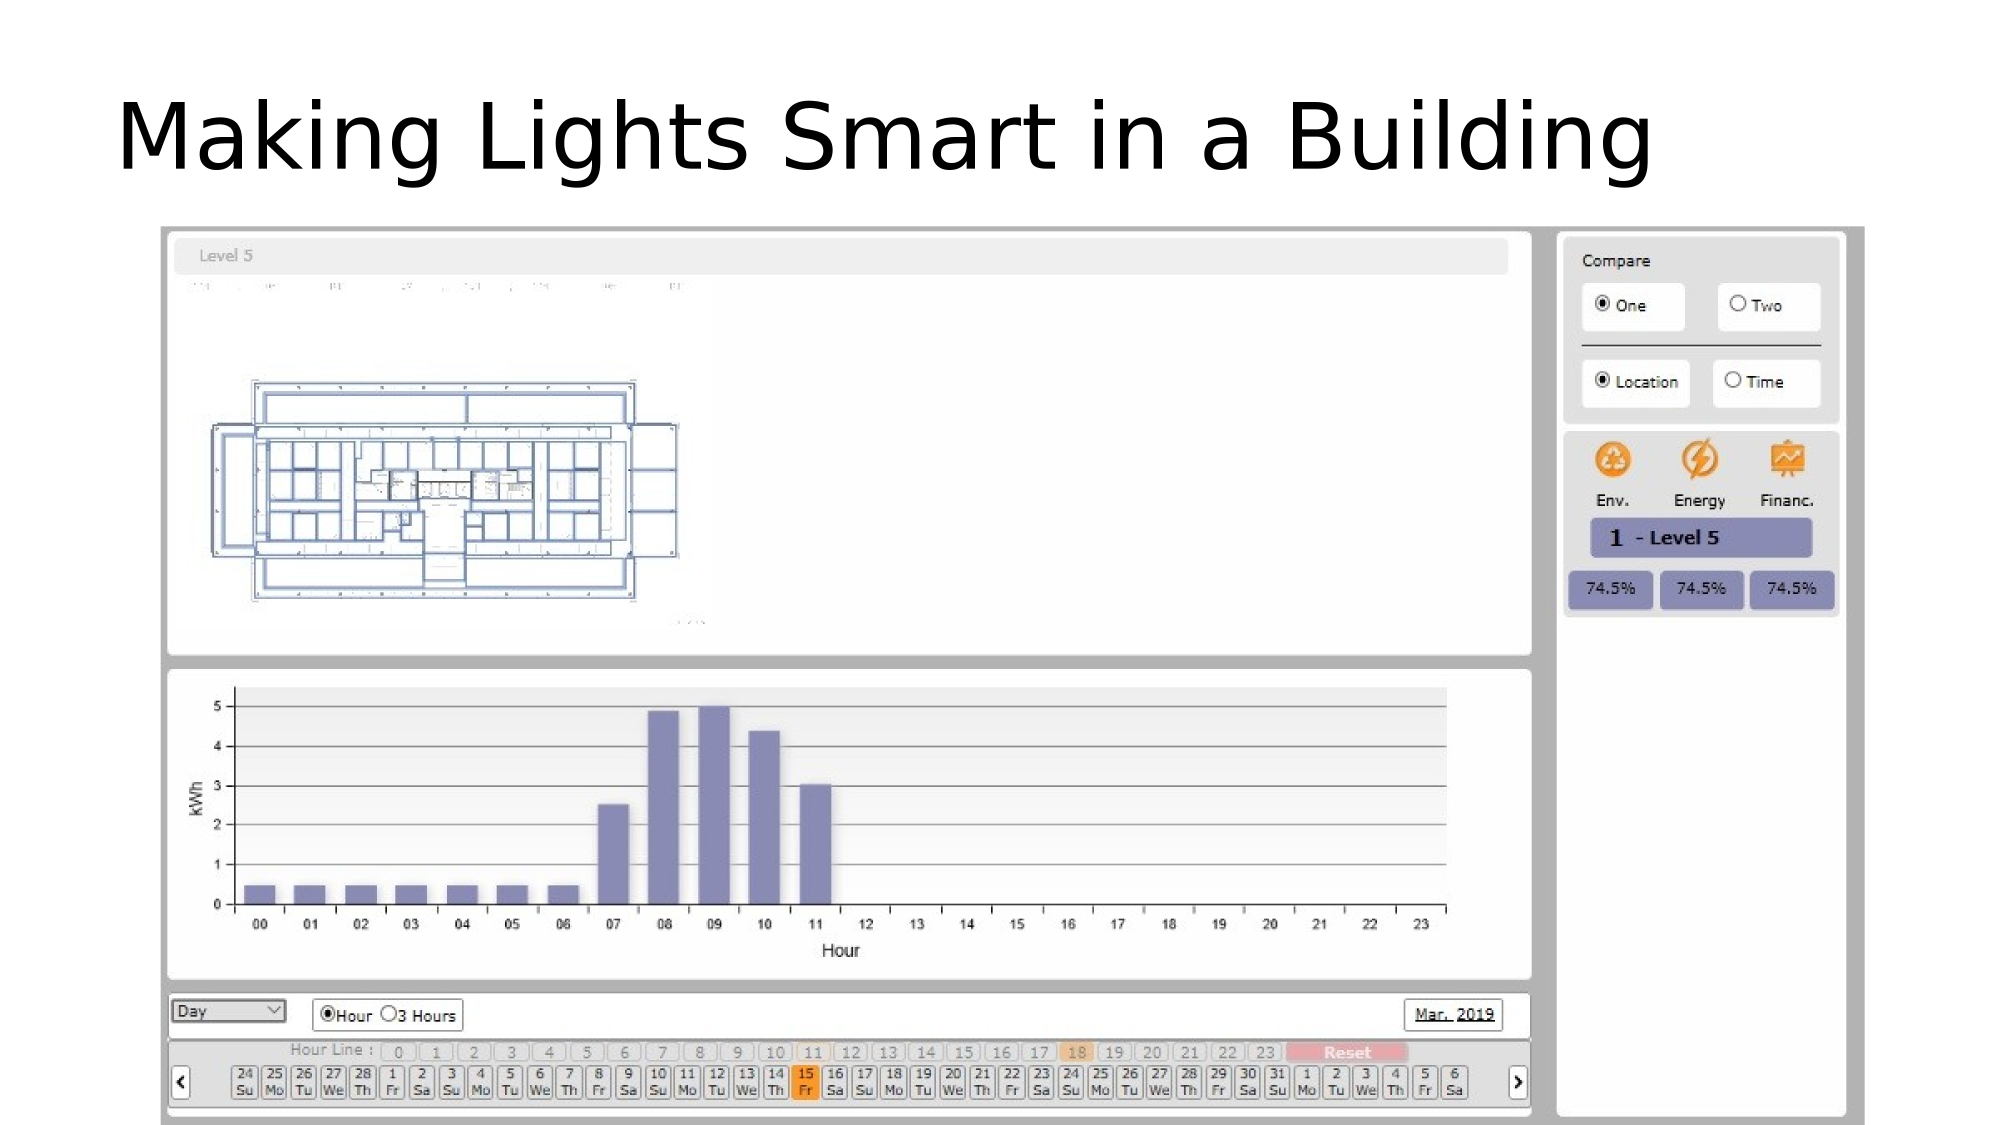 Making Lights Smart in a Building
Level 5
Compare
One Two
Location Time
Env. Energy Financ.
1 - Level 5
74.5% 74.5% 74.5%
5
4
3
2
1
0
kWh
00 01 02 03 04 05 06 07 08 09 10 11 12 13 14 15 16 17 18 19 20 21 22 23
Hour
Day Hour 3 Hours Mar. 2019
Hour Line : 0 1 2 3 4 5 6 7 8 9 10 11 12 13 14 15 16 17 18 19 20 21 22 23 Reset
< 24 25 26 27 28 1 2 3 4 5 6 7 8 9 10 11 12 13 14 15 16 17 18 19 20 21 22 23 24 25 26 27 28 29 30 31 1 2 3 4 5 6 >
Su Mo Tu We Th Fr Sa Su Mo Tu We Th Fr Sa Su Mo Tu We Th Fr Sa Su Mo Tu We Th Fr Sa Su Mo Tu We Th Fr Sa Su Mo Tu We Th Fr Sa